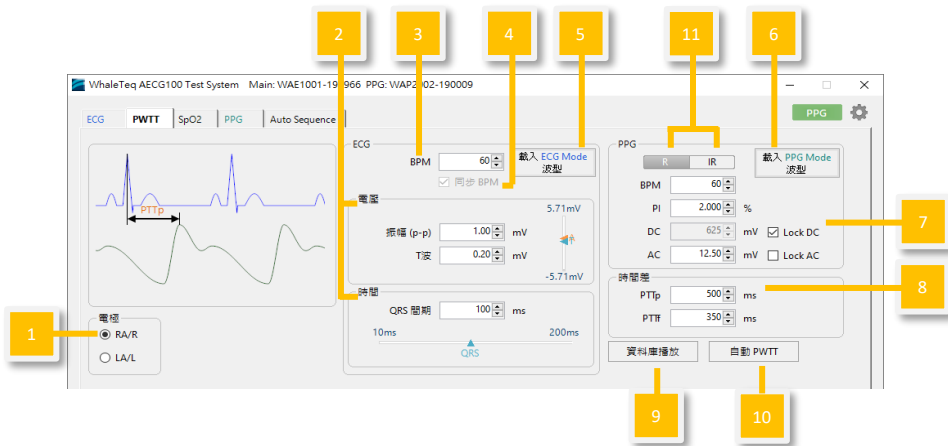 2
3
4
5
11
6
WhaleTeq AECG100 Test System Main: WAE1001-19 966 PPG: WAP2 02-190009
ECG
PWTT
SpO2
PPG
Auto Sequence
PPG
PTTp
電極
RA/R
LA/L
1
ECG
BPM
60
載入 ECG Mode
波型
同步 BPM
電壓
5.71mV
振幅 (p-p)
1.00
mV
T波
0.20
mV
-5.71mV
時間
QRS 間期
100
ms
10ms
200ms
QRS
PPG
R
IR
載入 PPG Mode
波型
BPM
60
PI
2.000
%
DC
625
mV
Lock DC
AC
12.50
mV
Lock AC
7
時間差
PTTp
500
ms
PTTf
350
ms
8
資料庫播放
自動 PWTT
9
10